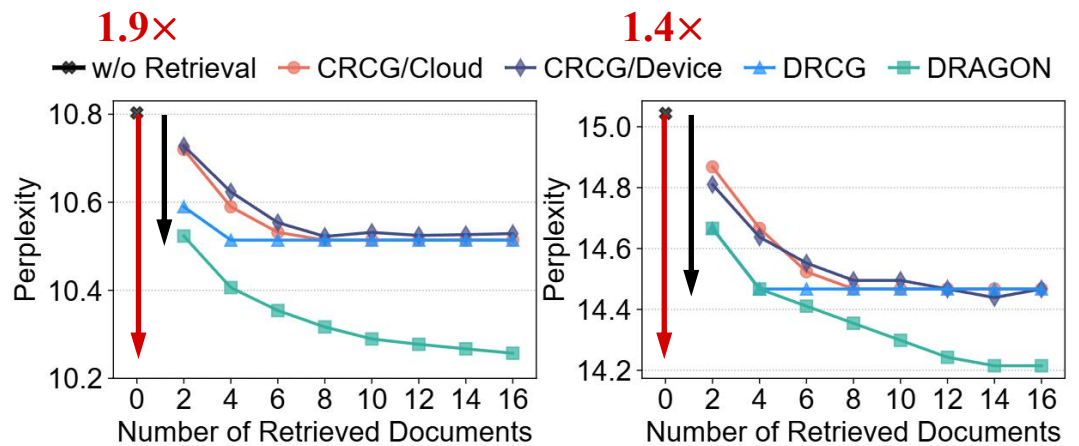 1.9×
1.4×
w/o Retrieval CRCG/Cloud CRCG/Device DRCG DRAGON
10.8
10.6
10.4
10.2
Perplexity
0 2 4 6 8 10 12 14 16
Number of Retrieved Documents
15.0
14.8
14.6
14.4
14.2
Perplexity
0 2 4 6 8 10 12 14 16
Number of Retrieved Documents